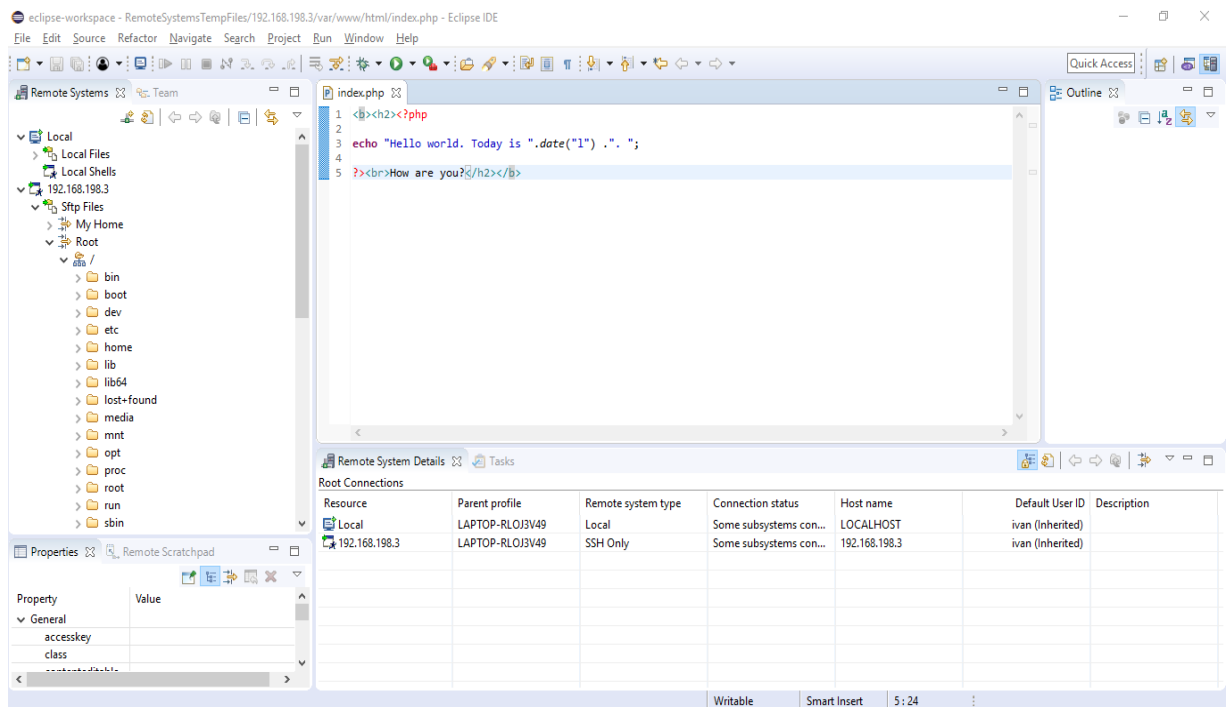 eclipse-workspace - RemoteSystemsTempFiles/192.168.198.3/var/www/html/index.php - Eclipse IDE
File Edit Source Refactor Navigate Search Project Run Window Help
Quick Access
Remote Systems Team
Local
Local Files
Local Shells
192.168.198.3
Sftp Files
My Home
Root
/
bin
boot
dev
etc
home
lib
lib64
lost+found
media
mnt
opt
proc
root
run
sbin
index.php
1 <b><h2><?php
2
3 echo "Hello world. Today is ".date("l") .". ";
4
5 ?><br>How are you?</h2></b>
Outline
Remote System Details Tasks
Root Connections
Resource Parent profile Remote system type Connection status Host name Default User ID Description
Local LAPTOP-RLOJ3V49 Local Some subsystems con... LOCALHOST ivan (Inherited)
192.168.198.3 LAPTOP-RLOJ3V49 SSH Only Some subsystems con... 192.168.198.3 ivan (Inherited)
Properties Remote Scratchpad
Property Value
General
accesskey
class
Writable Smart Insert 5 : 24